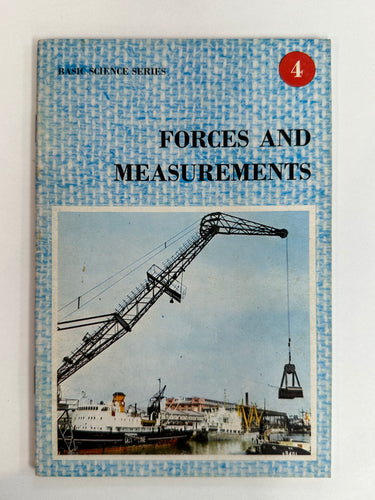 BASIC SCIENCE SERIES
4
FORCES AND
MEASUREMENTS